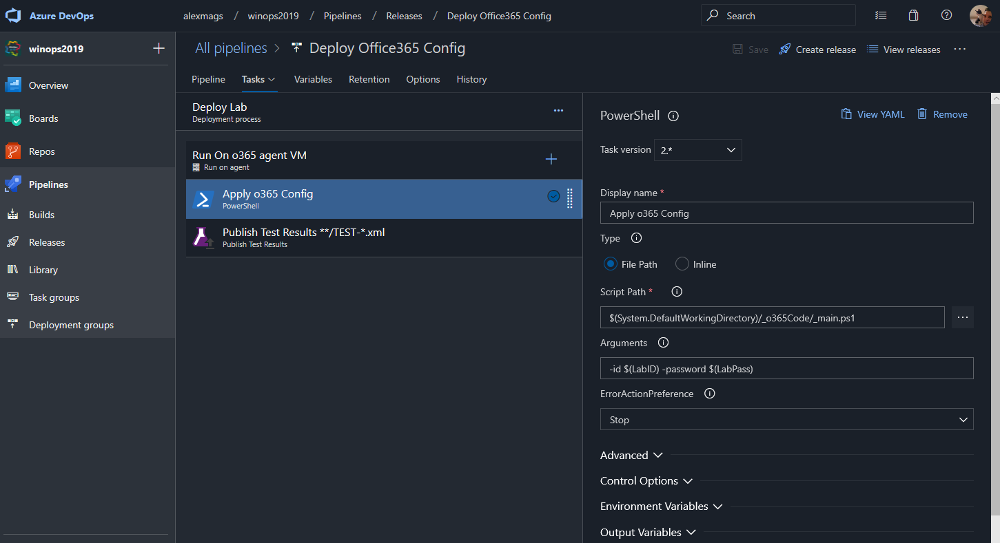 Azure DevOps
alexmags / winops2019 / Pipelines / Releases / Deploy Office365 Config
Search
winops2019
Overview
Boards
Repos
Pipelines
Builds
Releases
Library
Task groups
Deployment groups
All pipelines > Deploy Office365 Config
Save Create release View releases ...
Pipeline Tasks Variables Retention Options History
Deploy Lab
Deployment process
Run On o365 agent VM
Run on agent
Apply o365 Config
PowerShell
Publish Test Results **/TEST-*.xml
Publish Test Results
PowerShell
View YAML Remove
Task version 2.*
Display name *
Apply o365 Config
Type
File Path Inline
Script Path *
$(System.DefaultWorkingDirectory)/_o365Code/_main.ps1
Arguments
-id $(LabID) -password $(LabPass)
ErrorActionPreference
Stop
Advanced
Control Options
Environment Variables
Output Variables